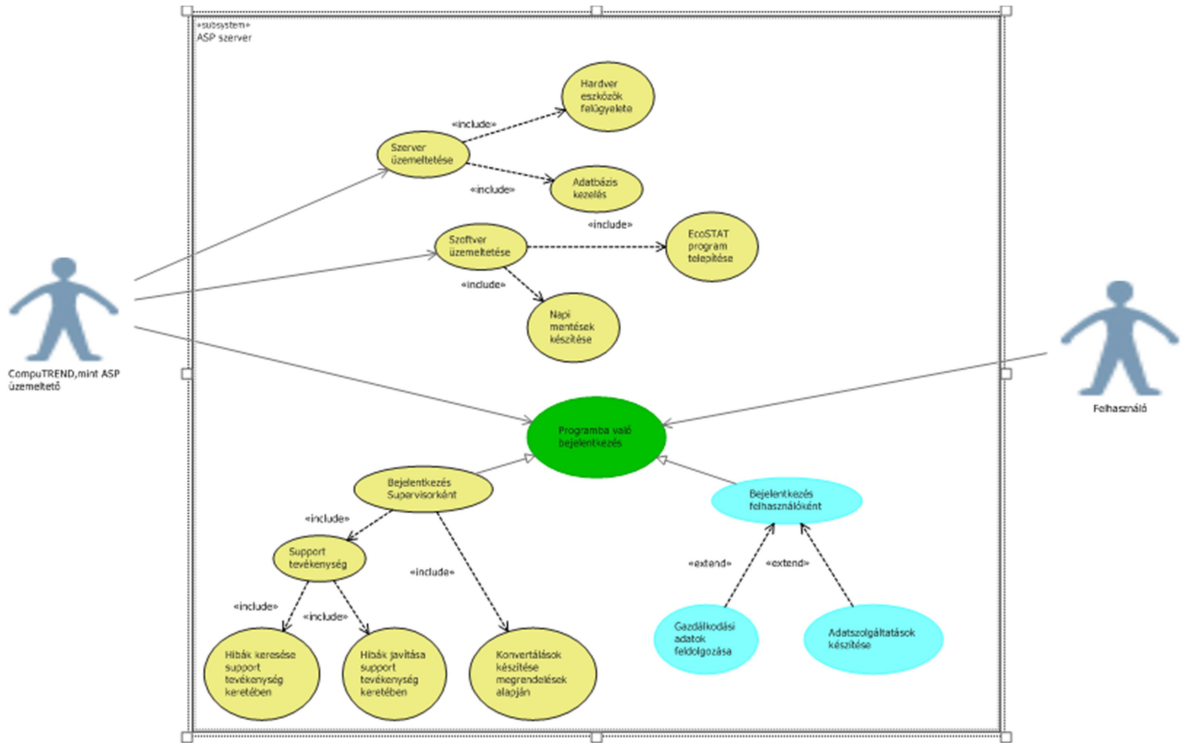 «subsystem»
ASP szerver
Hardver
eszközök
felügyelete
«include»
Szerver
üzemeltetése
«include»
Adatbázis
kezelés
«include»
Szoftver
üzemeltetése
EcoSTAT
program
telepítése
«include»
Napi
mentések
készítése
CompuTREND,mint ASP
üzemeltető
Felhasználó
Programba való
bejelentkezés
Bejelentkezés
Supervisorként
Bejelentkezés
felhasználóként
«include»
Support
tevékenység
«include»
«extend»
«extend»
«include»
«include»
Hibák keresése
support
tevékenység
keretében
Hibák javítása
support
tevékenység
keretében
Konvertálások
készítése
megrendelések
alapján
Gazdálkodási
adatok
feldolgozása
Adatszolgáltatások
készítése